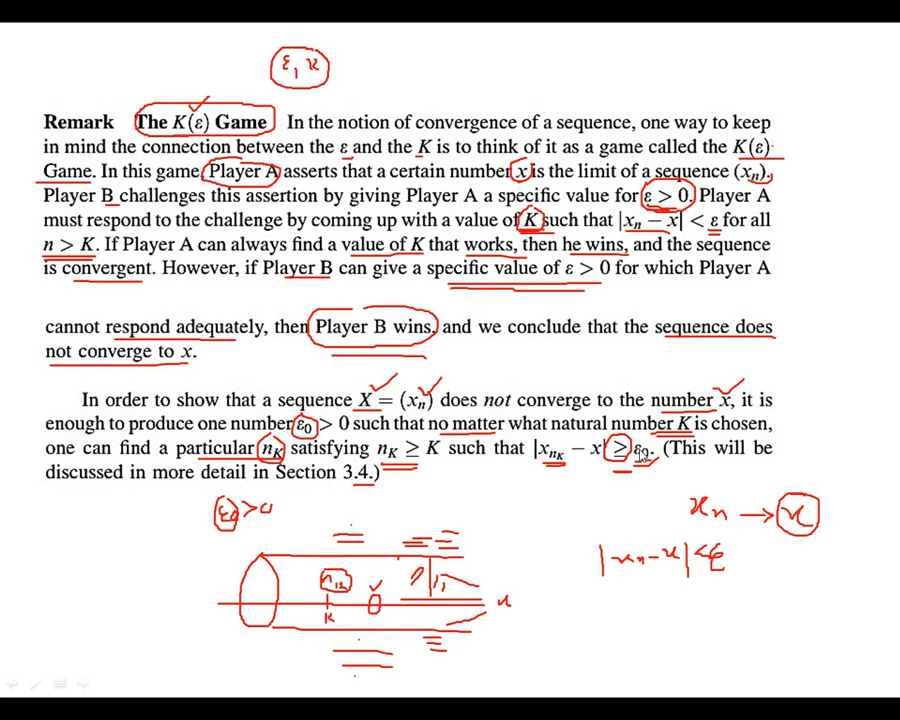 ε, K
Remark The K(ε) Game In the notion of convergence of a sequence, one way to keep
in mind the connection between the ε and the K is to think of it as a game called the K(ε)
Game. In this game, Player A asserts that a certain number x is the limit of a sequence (xₙ).
Player B challenges this assertion by giving Player A a specific value for ε > 0. Player A
must respond to the challenge by coming up with a value of K such that |xₙ − x| < ε for all
n > K. If Player A can always find a value of K that works, then he wins, and the sequence
is convergent. However, if Player B can give a specific value of ε > 0 for which Player A
cannot respond adequately, then Player B wins, and we conclude that the sequence does
not converge to x.
In order to show that a sequence X = (xₙ) does not converge to the number x, it is
enough to produce one number ε₀ > 0 such that no matter what natural number K is chosen,
one can find a particular n_K satisfying n_K ≥ K such that |x_{n_K} − x| ≥ ε₀. (This will be
discussed in more detail in Section 3.4.)
ε₀ > 0
xₙ → x
|xₙ − x| < ε
n_K
x
K